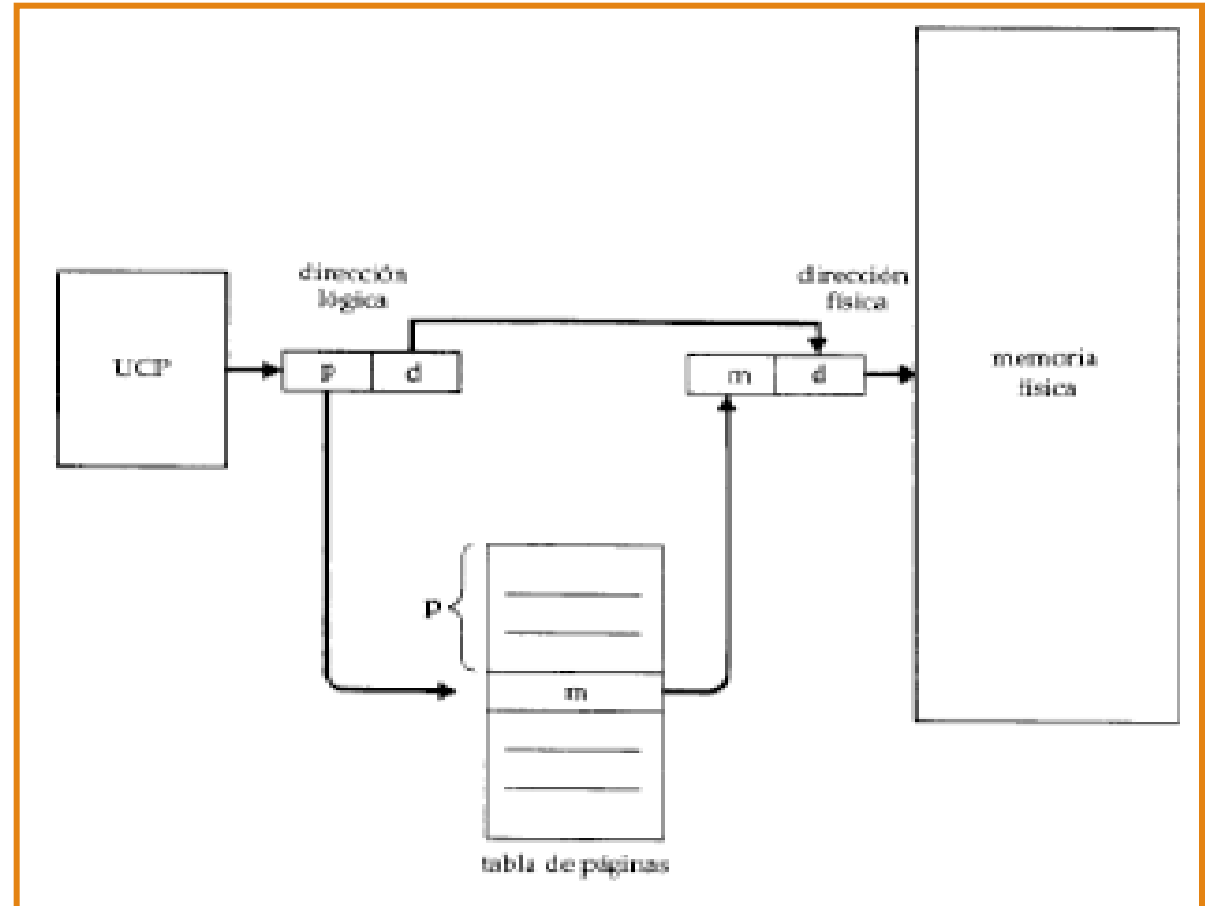 dirección
lógica
dirección
física
UCP
p
d
m
d
memoria
física
p
m
tabla de páginas